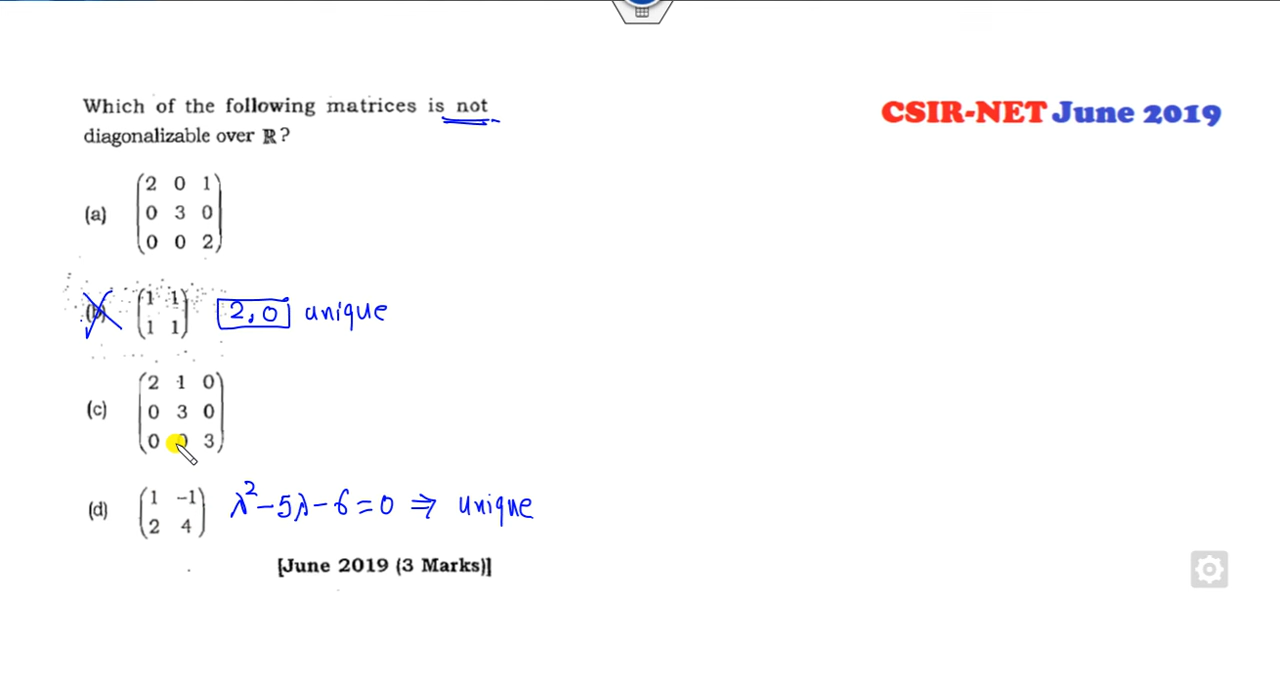 Which of the following matrices is not
CSIR-NET June 2019
diagonalizable over ℝ?
(a) (2 0 1
0 3 0
0 0 2)
(b) (1 1
1 1) 2, 0 unique
(c) (2 1 0
0 3 0
0 0 3)
(d) (1 -1
2 4) λ² - 5λ - 6 = 0 ⇒ unique
[June 2019 (3 Marks)]